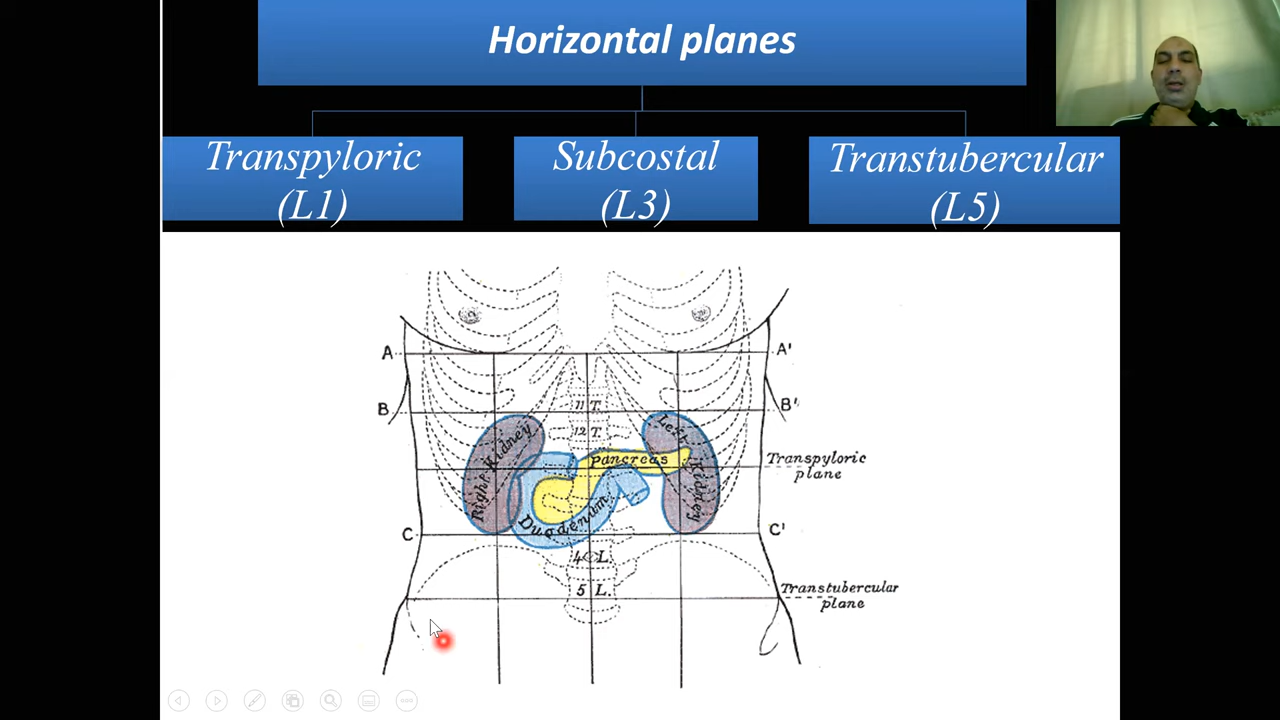 Horizontal planes
Transpyloric
(L1)
Subcostal
(L3)
Transtubercular
(L5)
A
A'
B
B'
11 T.
12 T.
Right Kidney
Left Kidney
Pancreas
Duodenum
Transpyloric
plane
C
C'
4 L.
5 L.
Transtubercular
plane